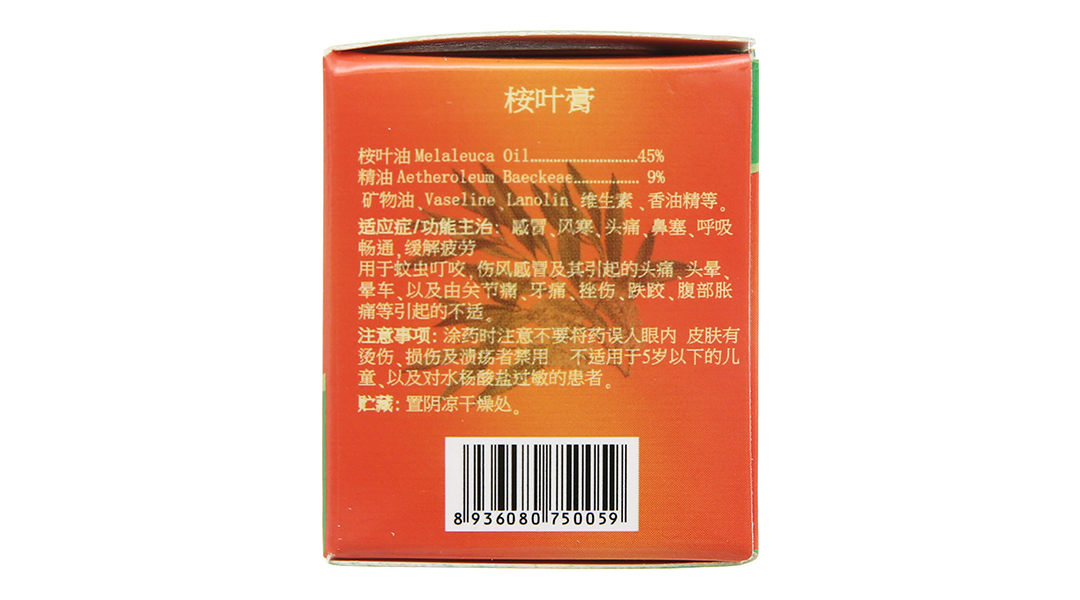 桉叶膏
桉叶油 Melaleuca Oil..............................45%
精油 Aetheroleum Baeckeae................. 9%
矿物油、Vaseline、Lanolin、维生素、香油精等。
适应症/功能主治：感冒、风寒、头痛、鼻塞、呼吸
畅通,缓解疲劳
用于蚊虫叮咬,伤风感冒及其引起的头痛、头晕、
晕车、以及由关节痛、牙痛、挫伤、跌跤、腹部胀
痛等引起的不适。
注意事项：涂药时注意不要将药误入眼内 皮肤有
烫伤、损伤及溃疡者禁用 不适用于5岁以下的儿
童、以及对水杨酸盐过敏的患者。
贮藏：置阴凉干燥处。
8 936080 750059